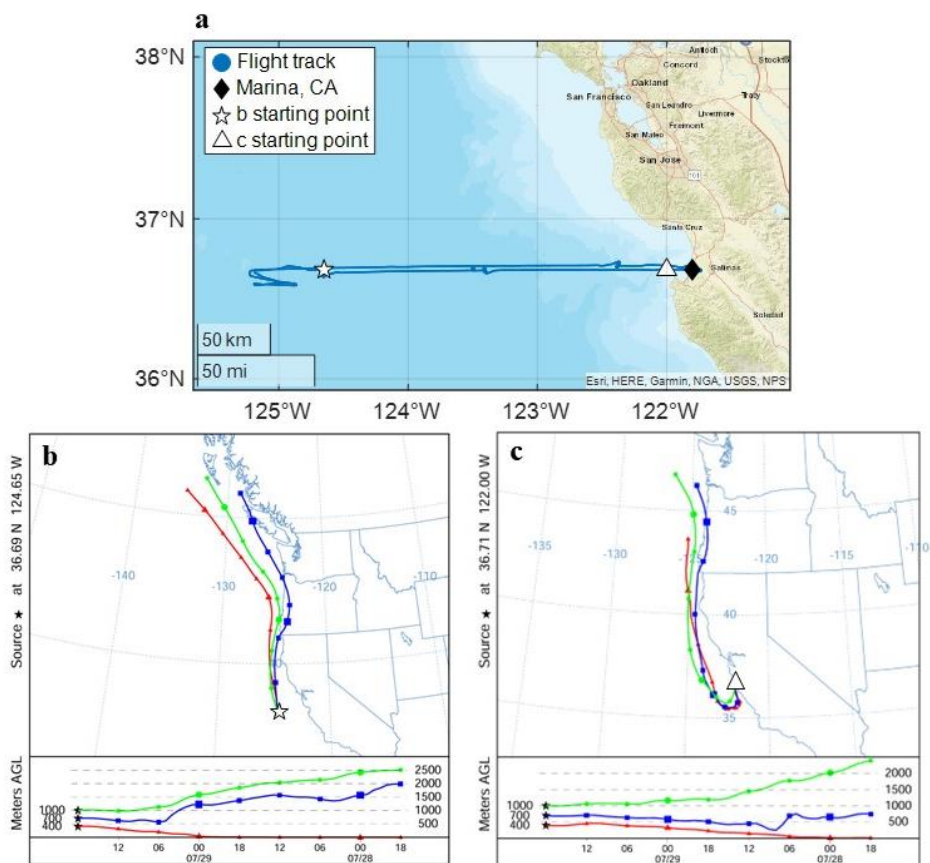 a
38°N
37°N
36°N
Flight track
Marina, CA
b starting point
c starting point
Antioch
Concord
Stockto
Oakland
San Francisco
San Leandro
Livermore
Tracy
Fremont
San Mateo
San Jose
101
Santa Cruz
Salinas
Soledad
50 km
50 mi
Esri, HERE, Garmin, NGA, USGS, NPS
125°W 124°W 123°W 122°W
b
Source ★ at 36.69 N 124.65 W
-140
-130
-120
-110
Meters AGL
1000
700
400
2500
2000
1500
1000
500
12 06 00 18 12 06 00 18
07/29 07/28
c
Source ★ at 36.71 N 122.00 W
-135
-130
-125
-120
-115
-110
45
40
35
Meters AGL
1000
700
400
2000
1500
1000
500
12 06 00 18 12 06 00 18
07/29 07/28